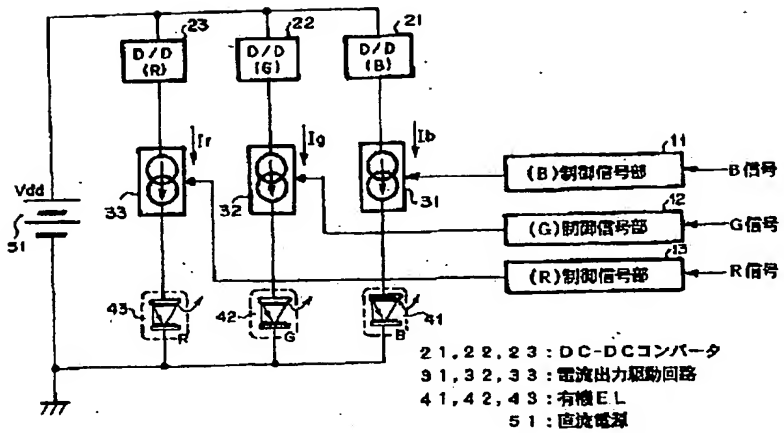 23
22
21
D/D
(R)
D/D
(G)
D/D
(B)
Ir
Ig
Ib
11
(B)制御信号部
B信号
Vdd
33
32
31
12
(G)制御信号部
G信号
51
13
(R)制御信号部
R信号
43
42
41
R
G
B
21,22,23:DC-DCコンバータ
31,32,33:電流出力駆動回路
41,42,43:有機EL
51:直流電源